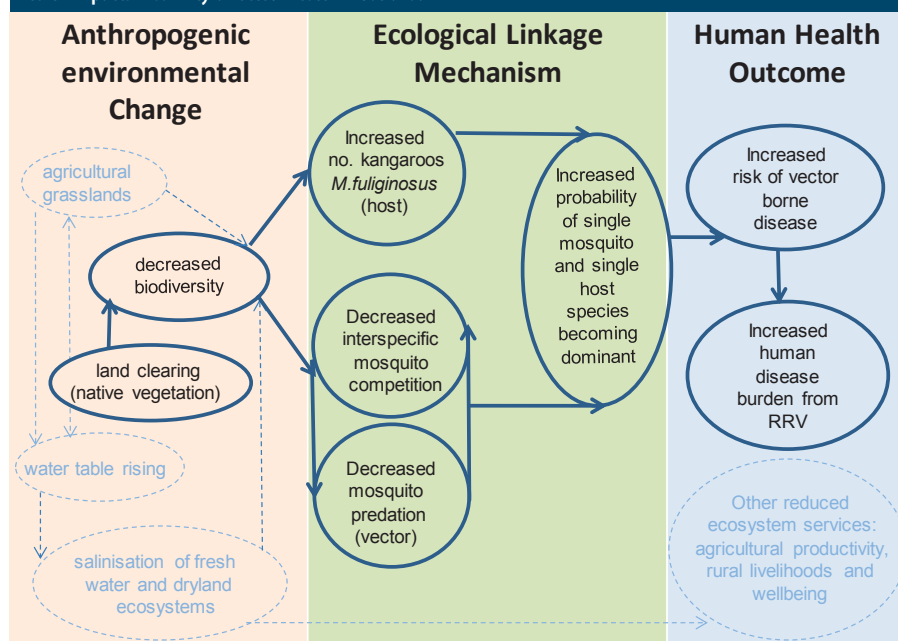 Anthropogenic
environmental
Change
Ecological Linkage
Mechanism
Human Health
Outcome
agricultural
grasslands
decreased
biodiversity
land clearing
(native vegetation)
water table rising
salinisation of fresh
water and dryland
ecosystems
Increased
no. kangaroos
M.fuliginosus
(host)
Decreased
interspecific
mosquito
competition
Decreased
mosquito
predation
(vector)
Increased
probability
of single
mosquito
and single
host
species
becoming
dominant
Increased
risk of vector
borne
disease
Increased
human
disease
burden from
RRV
Other reduced
ecosystem services:
agricultural productivity,
rural livelihoods and
wellbeing